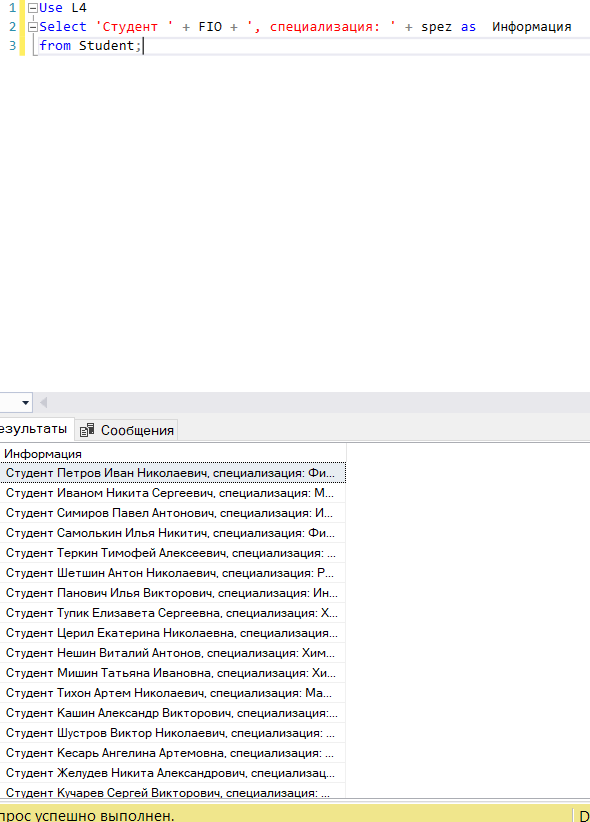 1 Use L4
2 Select 'Студент ' + FIO + ', специализация: ' + spez as Информация
3 from Student;
езультаты Сообщения
Информация
Студент Петров Иван Николаевич, специализация: Фи...
Студент Иваном Никита Сергеевич, специализация: М...
Студент Симиров Павел Антонович, специализация: И...
Студент Самолькин Илья Никитич, специализация: Фи...
Студент Теркин Тимофей Алексеевич, специализация: ...
Студент Шетшин Антон Николаевич, специализация: Р...
Студент Панович Илья Викторович, специализация: Ин...
Студент Тупик Елизавета Сергеевна, специализация: Х...
Студент Церил Екатерина Николаевна, специализация...
Студент Нешин Виталий Антонов, специализация: Хим...
Студент Мишин Татьяна Ивановна, специализация: Хи...
Студент Тихон Артем Николаевич, специализация: Ма...
Студент Кашин Александр Викторович, специализация:...
Студент Шустров Виктор Николаевич, специализация: ...
Студент Кесарь Ангелина Артемовна, специализация: ...
Студент Желудев Никита Александрович, специализац...
Студент Кучарев Сергей Викторович, специализация: ...
прос успешно выполнен. D